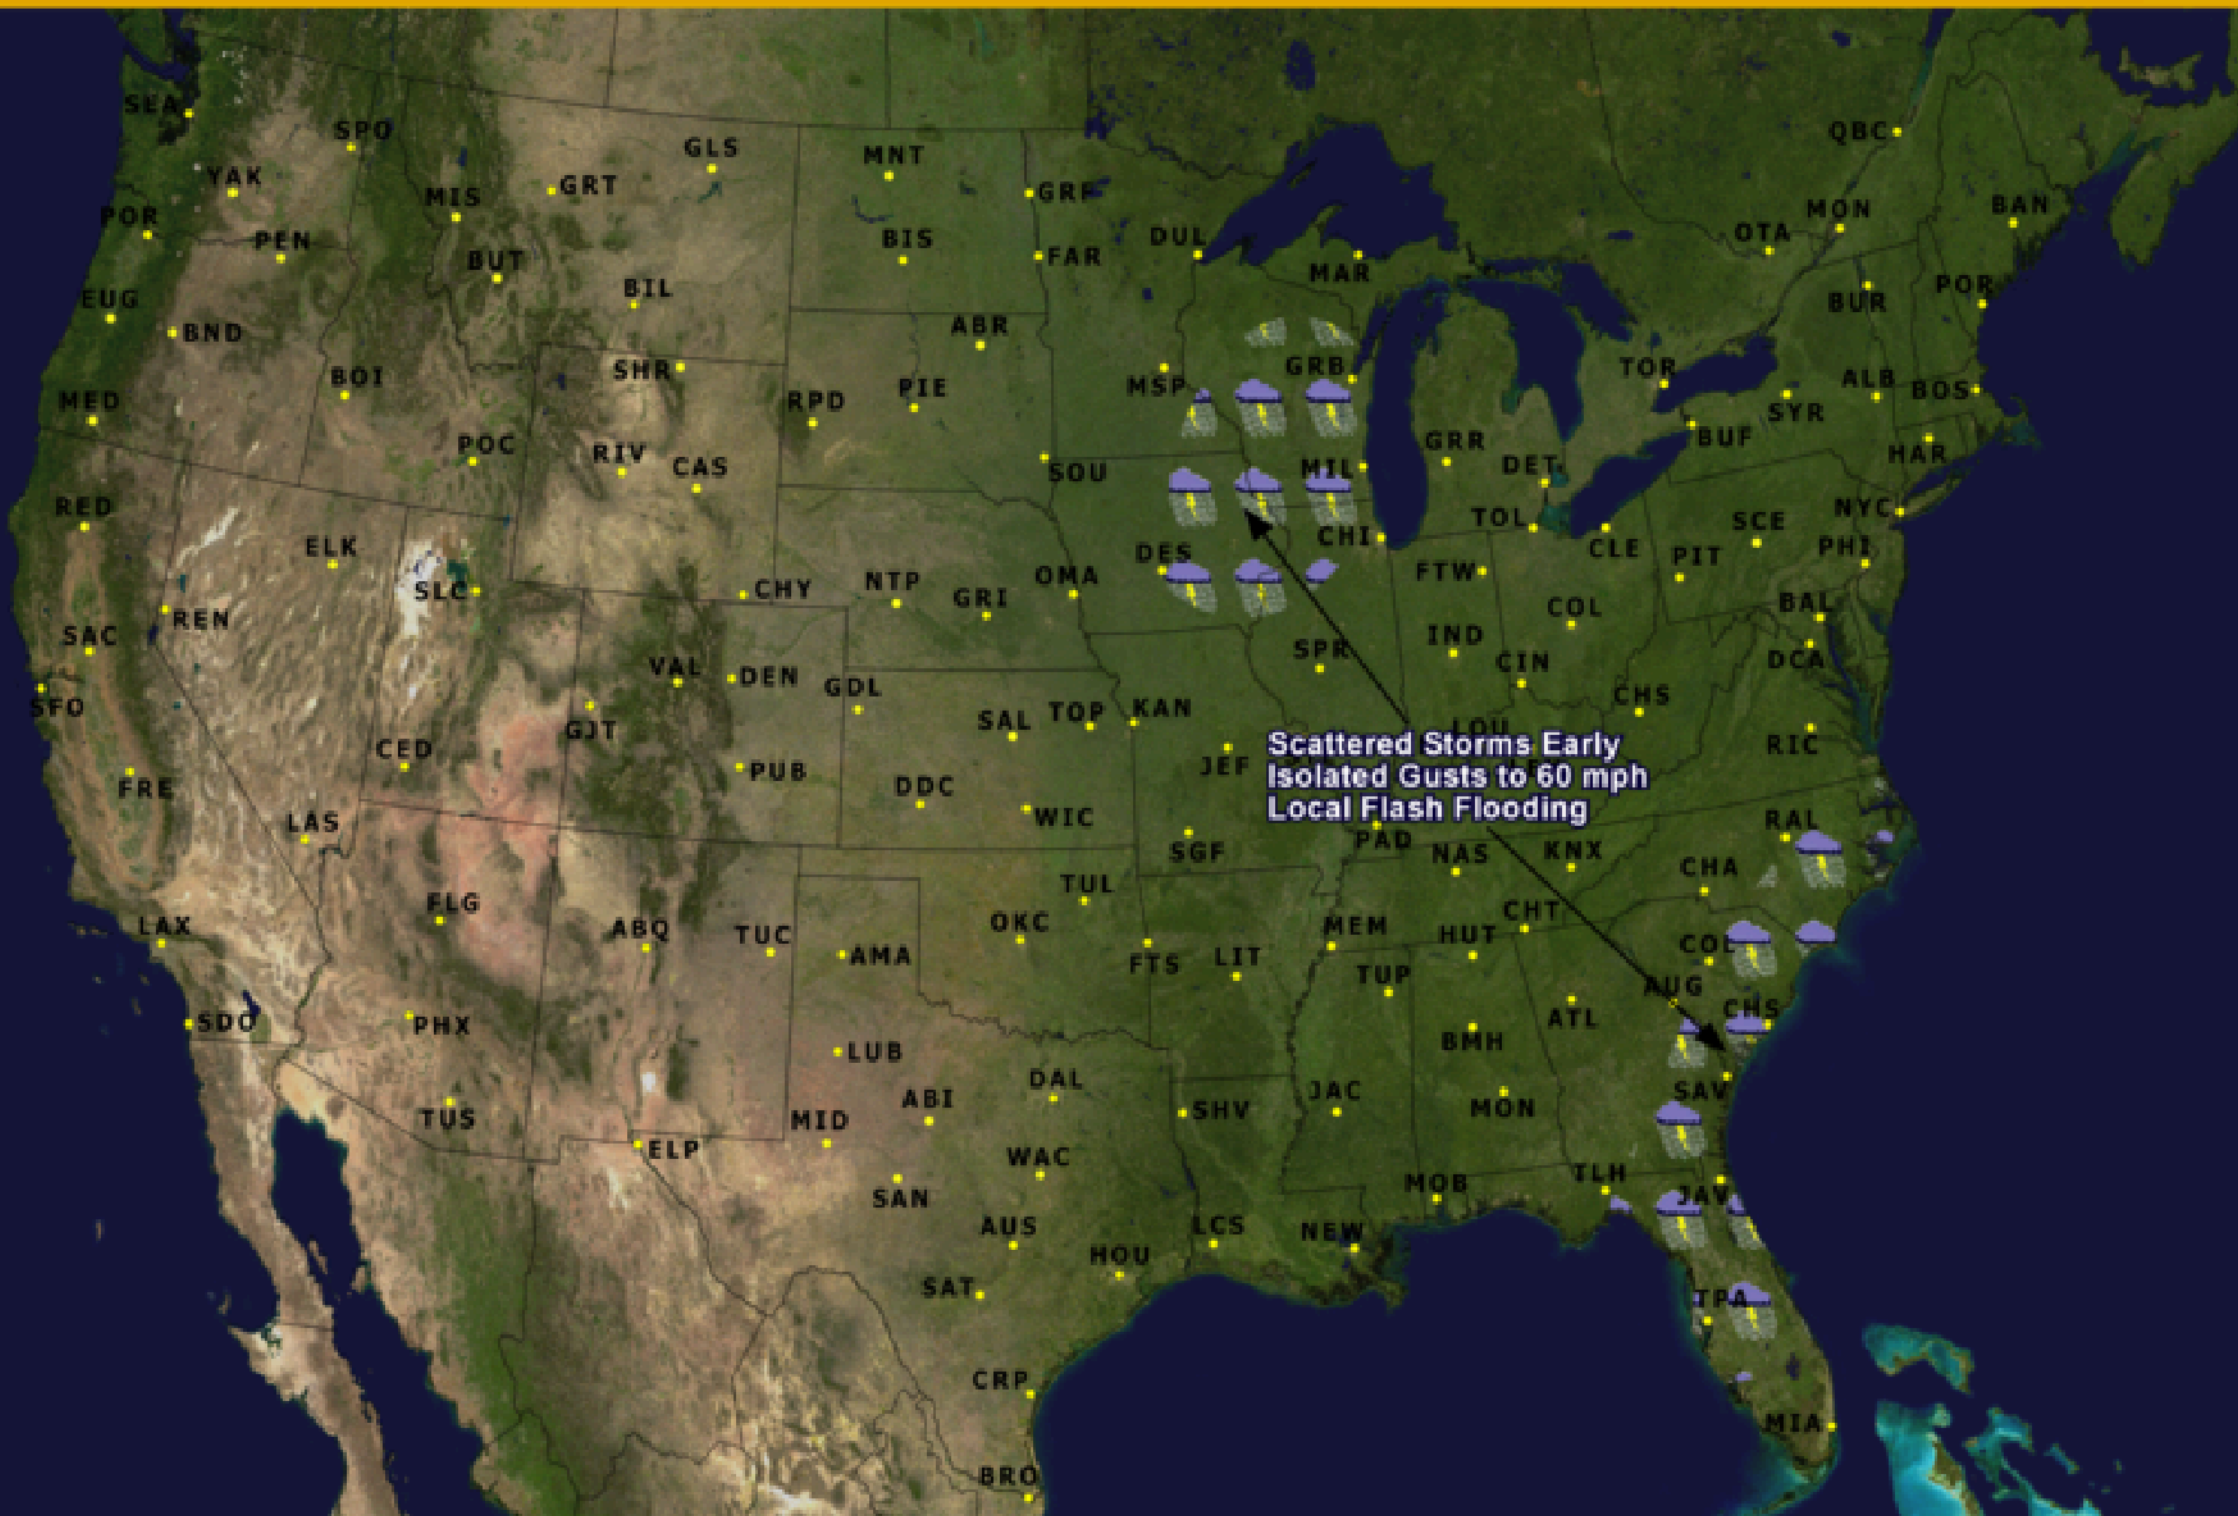 SEA
SPO
GLS
MNT
QBC
YAK
MIS
GRT
GRF
BAN
POR
MON
PEN
BUT
BIS
FAR
DUL
OTA
MAR
BIL
EUG
POR
BUR
BND
ABR
SHR
BOI
GRB
TOR
MSP
PIE
RPD
ALB
BOS
MED
SYR
BUF
POC
RIV
CAS
GRR
HAR
SOU
MIL
DET
RED
NYC
TOL
SCE
ELK
CHI
CLE
PIT
PHI
DES
SLC
CHY
NTP
GRI
OMA
FTW
REN
COL
BAL
SAC
IND
SPR
CIN
DCA
VAL
DEN
GDL
CHS
SFO
GJT
SAL
TOP
KAN
LOU
CED
RIC
Scattered Storms Early
JEF
PUB
Isolated Gusts to 60 mph
FRE
DDC
Local Flash Flooding
LAS
WIC
RAL
PAD
SGF
NAS
KNX
CHA
TUL
FLG
CHT
LAX
ABQ
TUC
OKC
MEM
HUT
COL
AMA
FTS
LIT
TUP
AUG
SDO
PHX
ATL
CHS
LUB
BMH
DAL
ABI
JAC
SAV
TUS
MID
SHV
MON
ELP
WAC
TLH
SAN
MOB
JAV
AUS
LCS
NEW
HOU
SAT
TPA
CRP
MIA
BRO